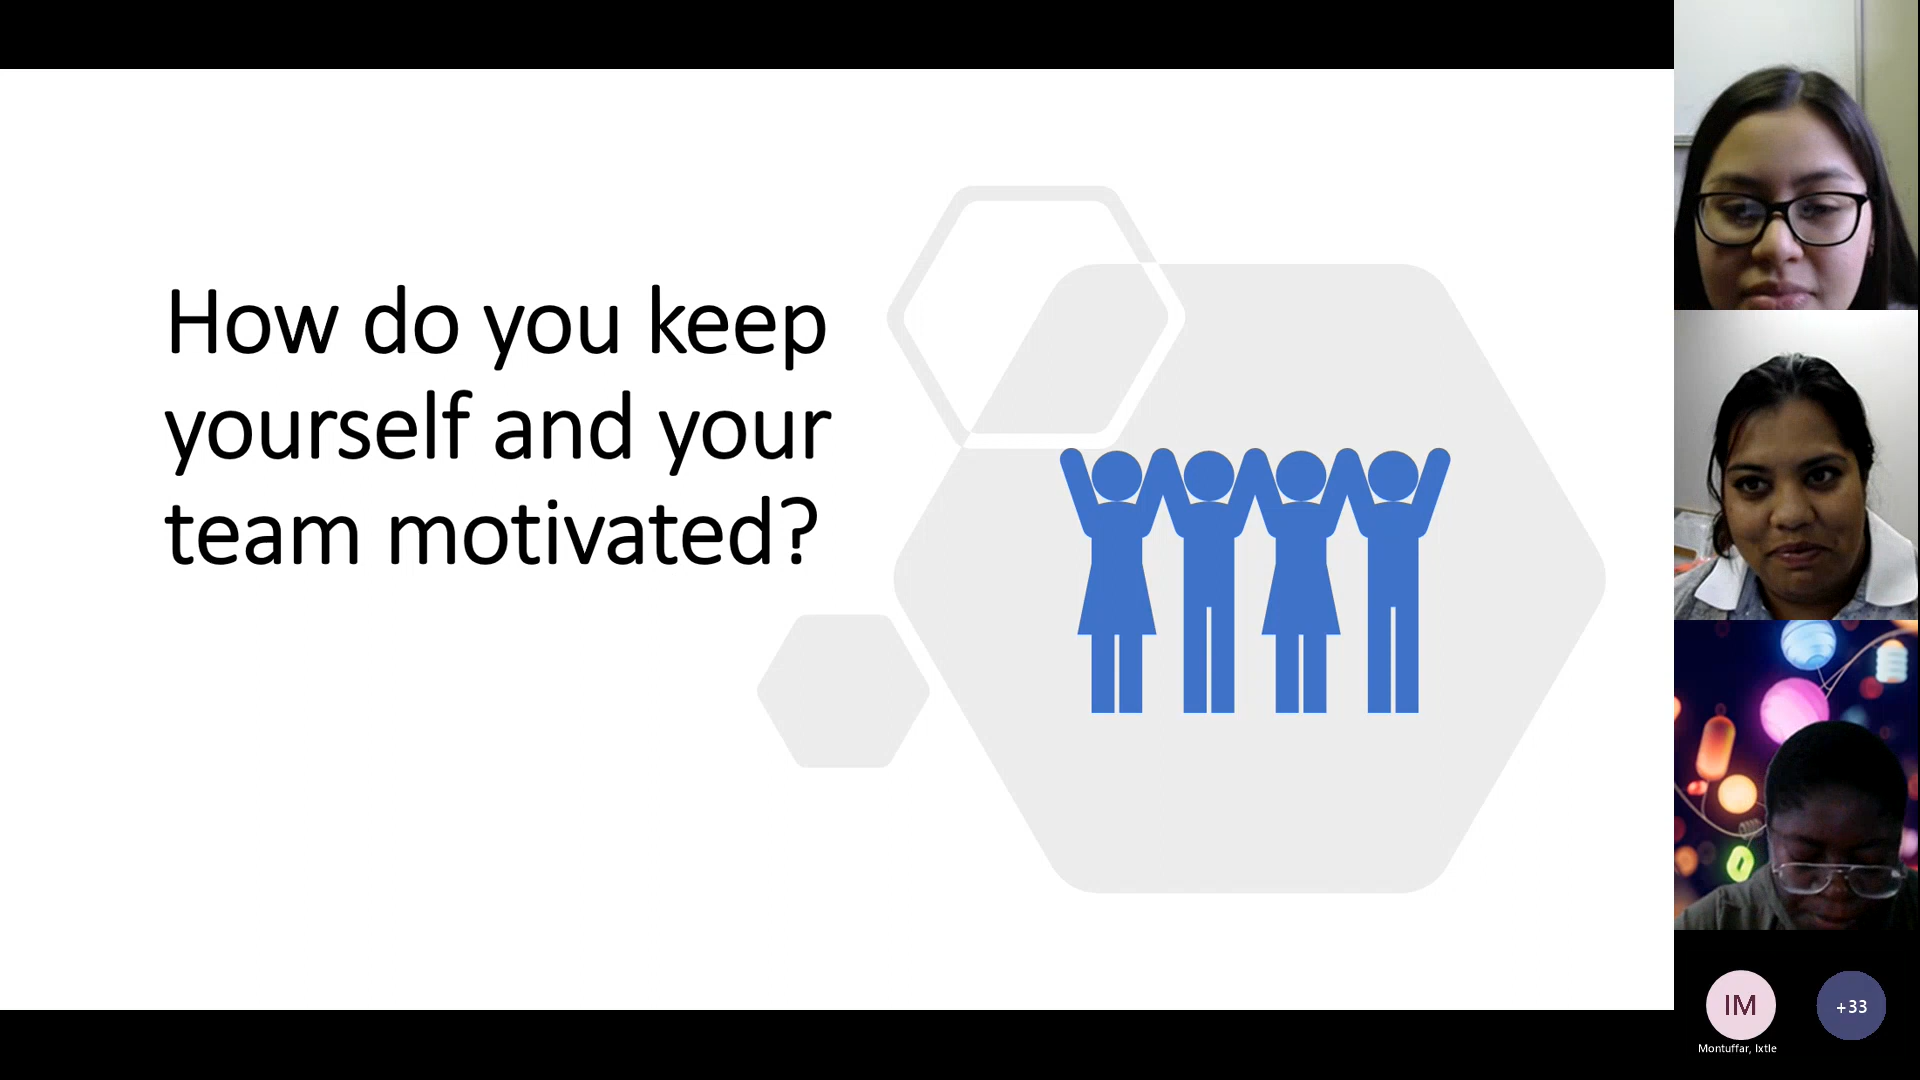 How do you keep
yourself and your
team motivated?
IM
+33
Montuffar, Ixtle